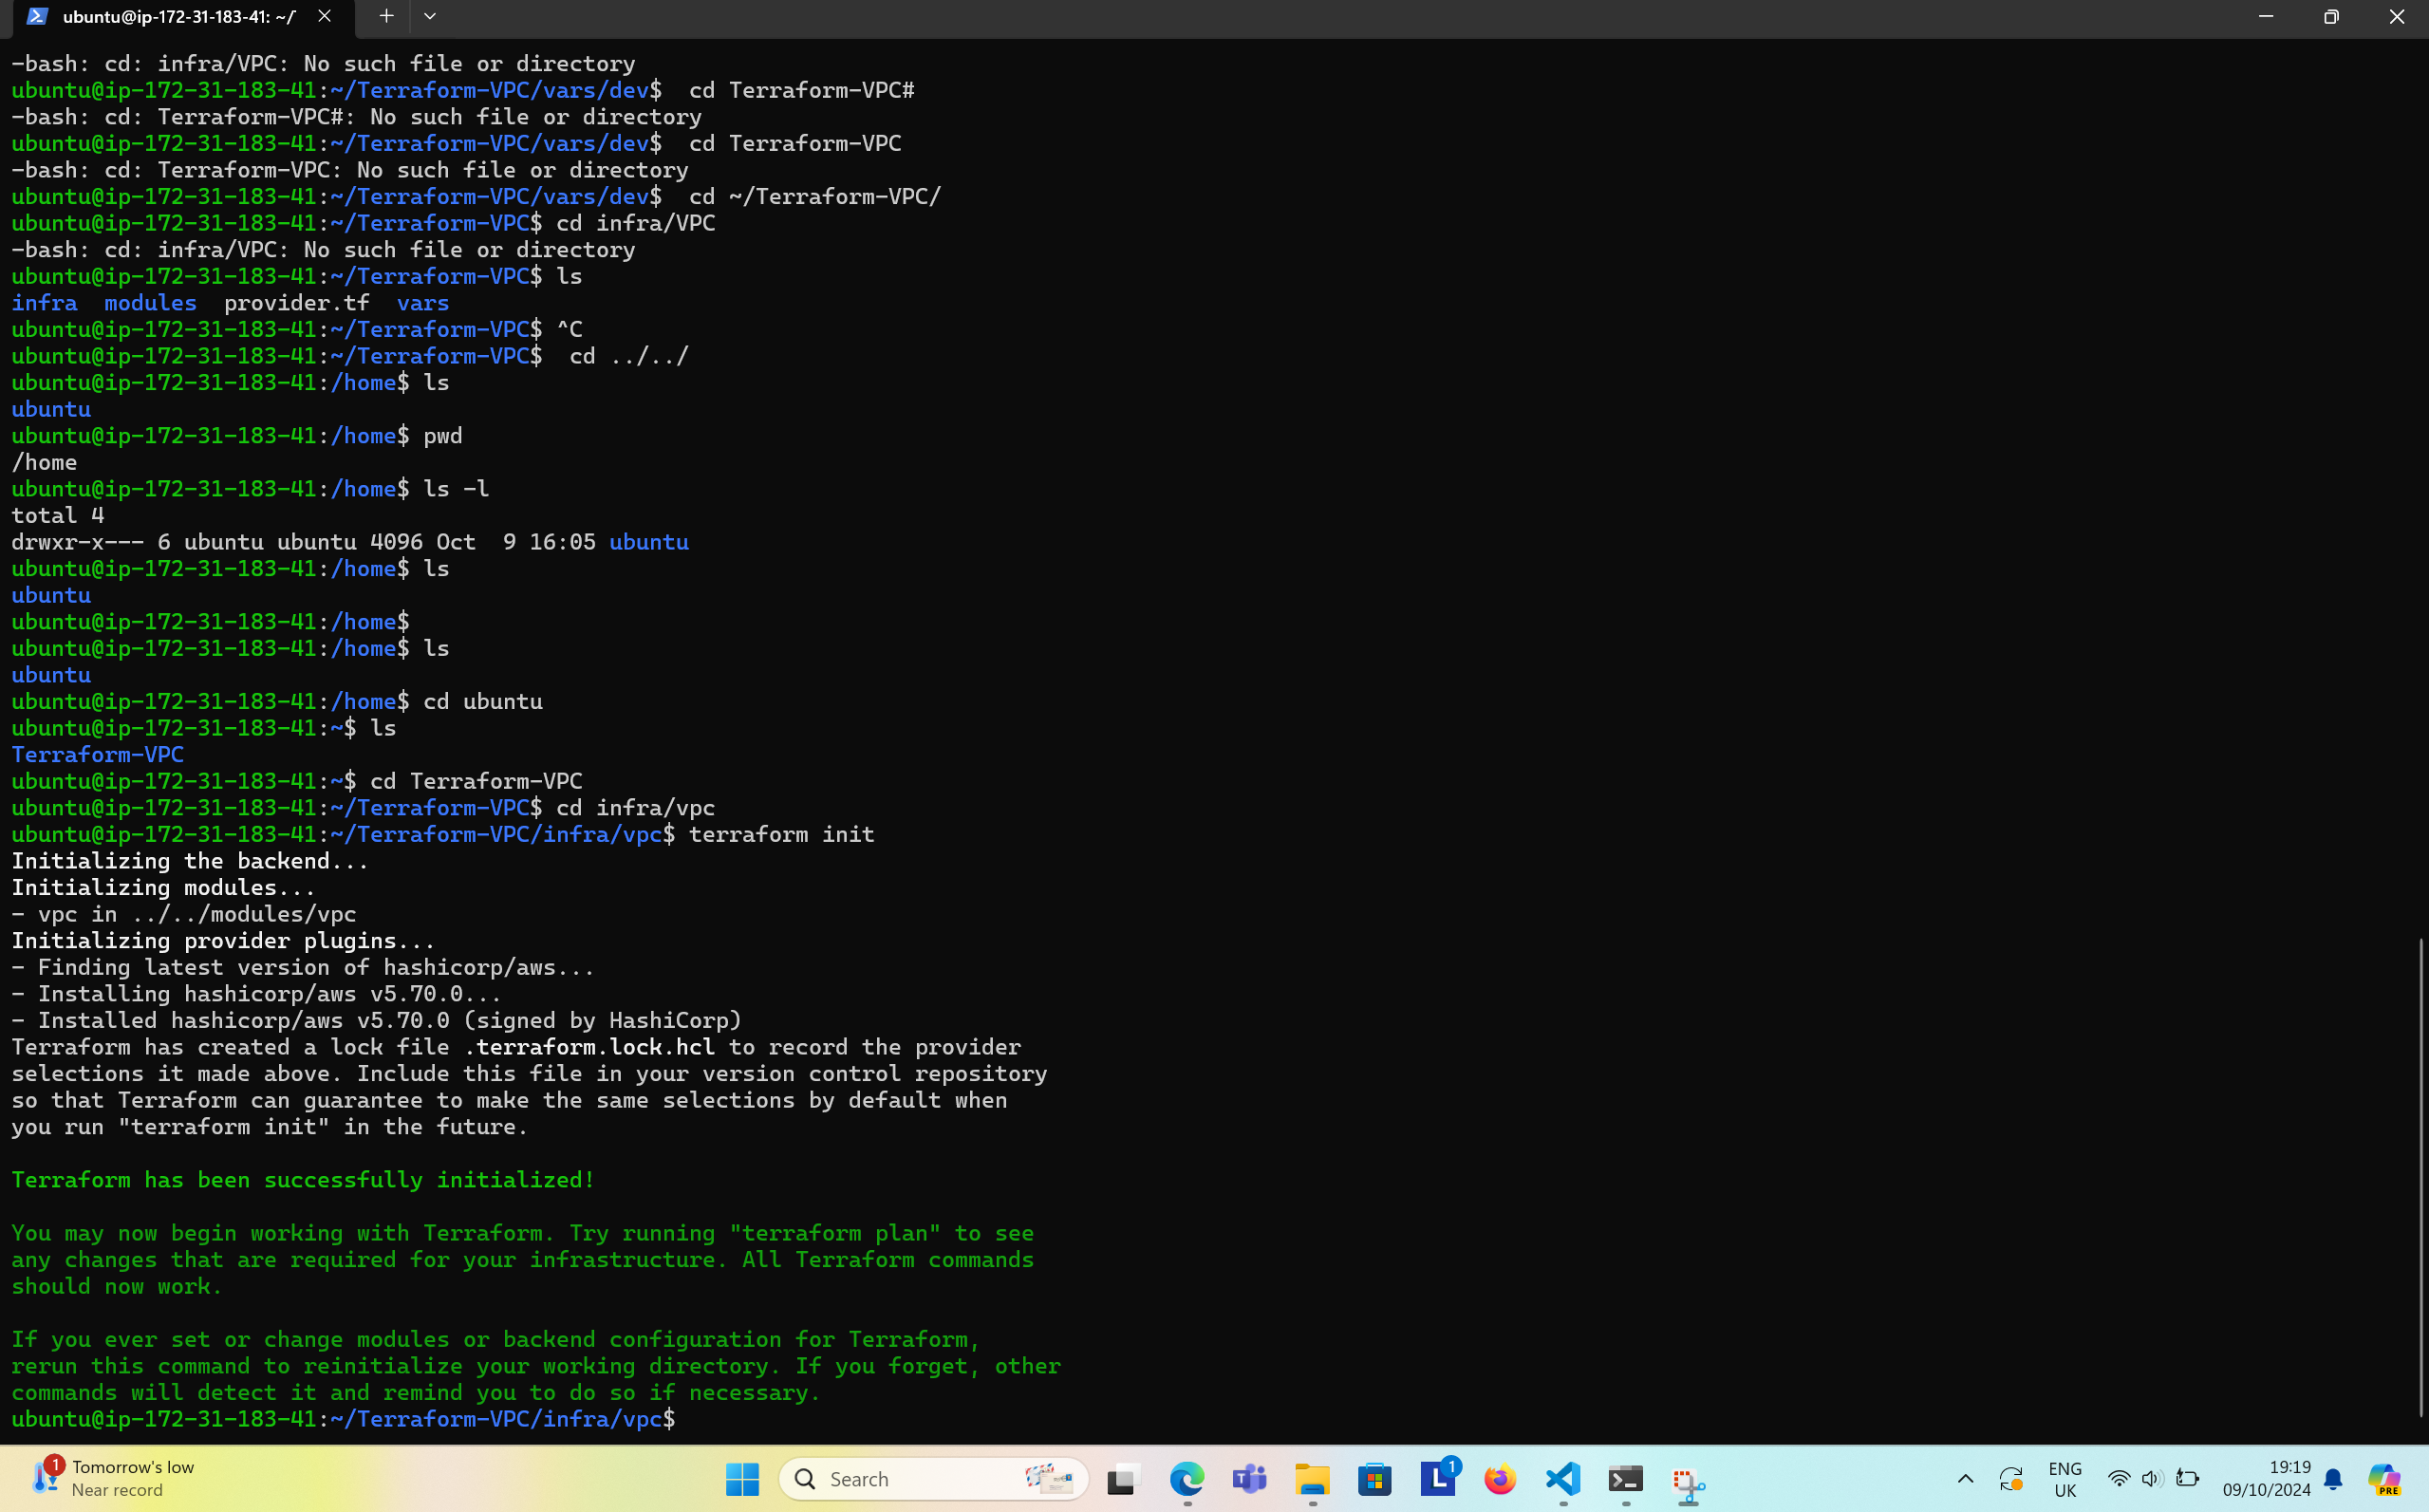 ubuntu@ip-172-31-183-41: ~/
-bash: cd: infra/VPC: No such file or directory
ubuntu@ip-172-31-183-41:~/Terraform-VPC/vars/dev$  cd Terraform-VPC#
-bash: cd: Terraform-VPC#: No such file or directory
ubuntu@ip-172-31-183-41:~/Terraform-VPC/vars/dev$  cd Terraform-VPC
-bash: cd: Terraform-VPC: No such file or directory
ubuntu@ip-172-31-183-41:~/Terraform-VPC/vars/dev$  cd ~/Terraform-VPC/
ubuntu@ip-172-31-183-41:~/Terraform-VPC$ cd infra/VPC
-bash: cd: infra/VPC: No such file or directory
ubuntu@ip-172-31-183-41:~/Terraform-VPC$ ls
infra  modules  provider.tf  vars
ubuntu@ip-172-31-183-41:~/Terraform-VPC$ ^C
ubuntu@ip-172-31-183-41:~/Terraform-VPC$  cd ../../
ubuntu@ip-172-31-183-41:/home$ ls
ubuntu
ubuntu@ip-172-31-183-41:/home$ pwd
/home
ubuntu@ip-172-31-183-41:/home$ ls -l
total 4
drwxr-x--- 6 ubuntu ubuntu 4096 Oct  9 16:05 ubuntu
ubuntu@ip-172-31-183-41:/home$ ls
ubuntu
ubuntu@ip-172-31-183-41:/home$
ubuntu@ip-172-31-183-41:/home$ ls
ubuntu
ubuntu@ip-172-31-183-41:/home$ cd ubuntu
ubuntu@ip-172-31-183-41:~$ ls
Terraform-VPC
ubuntu@ip-172-31-183-41:~$ cd Terraform-VPC
ubuntu@ip-172-31-183-41:~/Terraform-VPC$ cd infra/vpc
ubuntu@ip-172-31-183-41:~/Terraform-VPC/infra/vpc$ terraform init
Initializing the backend...
Initializing modules...
- vpc in ../../modules/vpc
Initializing provider plugins...
- Finding latest version of hashicorp/aws...
- Installing hashicorp/aws v5.70.0...
- Installed hashicorp/aws v5.70.0 (signed by HashiCorp)
Terraform has created a lock file .terraform.lock.hcl to record the provider
selections it made above. Include this file in your version control repository
so that Terraform can guarantee to make the same selections by default when
you run "terraform init" in the future.
Terraform has been successfully initialized!
You may now begin working with Terraform. Try running "terraform plan" to see
any changes that are required for your infrastructure. All Terraform commands
should now work.
If you ever set or change modules or backend configuration for Terraform,
rerun this command to reinitialize your working directory. If you forget, other
commands will detect it and remind you to do so if necessary.
ubuntu@ip-172-31-183-41:~/Terraform-VPC/infra/vpc$
1
Tomorrow's low
Near record
Search
T
L
1
ENG
UK
19:19
09/10/2024
PRE